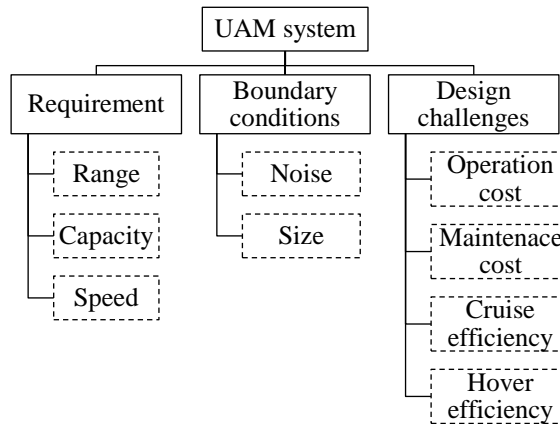 UAM system
Requirement
Range
Capacity
Speed
Boundary
conditions
Noise
Size
Design
challenges
Operation
cost
Maintenace
cost
Cruise
efficiency
Hover
efficiency